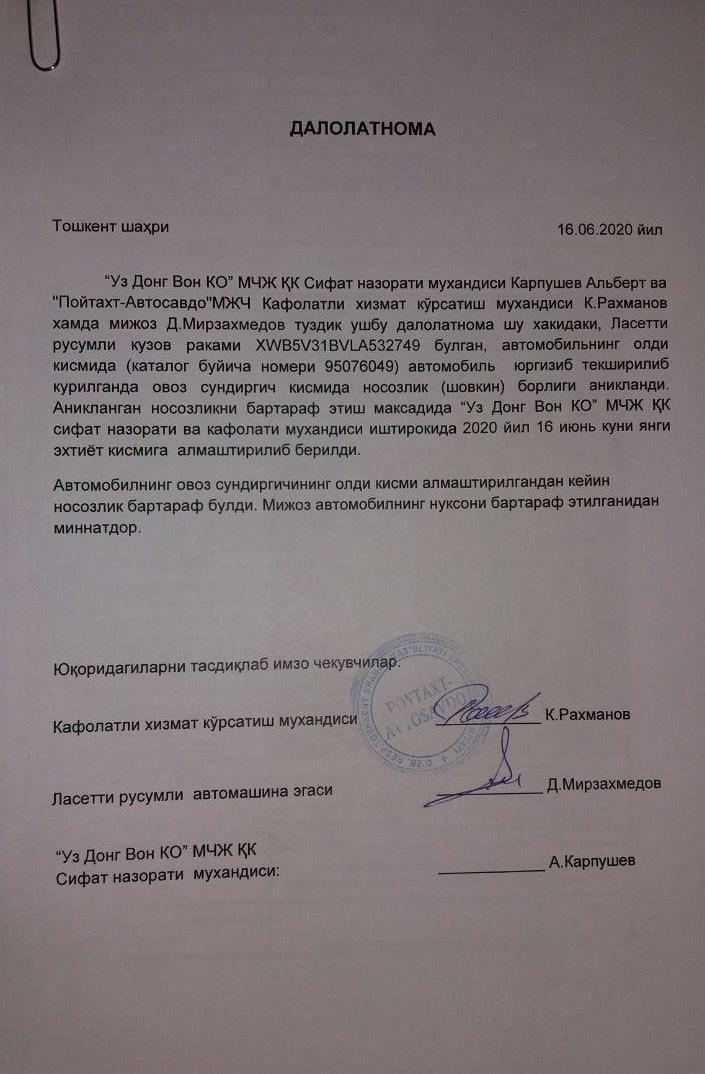 ДАЛОЛАТНОМА
Тошкент шаҳри 16.06.2020 йил
“Уз Донг Вон КО” МЧЖ ҚК Сифат назорати мухандиси Карпушев Альберт ва
"Пойтахт-Автосавдо"МЖЧ Кафолатли хизмат кўрсатиш мухандиси К.Рахманов
хамда мижоз Д.Мирзахмедов туздик ушбу далолатнома шу хакидаки, Ласетти
русумли кузов раками XWB5V31BVLA532749 булган, автомобильнинг олди
кисмида (каталог буйича номери 95076049) автомобиль юргизиб текширилиб
курилганда овоз сундиргич кисмида носозлик (шовкин) борлиги аникланди.
Аникланган носозликни бартараф этиш максадида “Уз Донг Вон КО” МЧЖ ҚК
сифат назорати ва кафолати мухандиси иштирокида 2020 йил 16 июнь куни янги
эхтиёт кисмига алмаштирилиб берилди.
Автомобилнинг овоз сундиргичининг олди кисми алмаштирилгандан кейин
носозлик бартараф булди. Мижоз автомобилнинг нуксони бартараф этилганидан
миннатдор.
Юқоридагиларни тасдиқлаб имзо чекувчилар.
POYTAXT-
Кафолатли хизмат кўрсатиш мухандиси К.Рахманов
Ласетти русумли автомашина эгаси Д.Мирзахмедов
“Уз Донг Вон КО” МЧЖ ҚК
Сифат назорати мухандиси: А.Карпушев